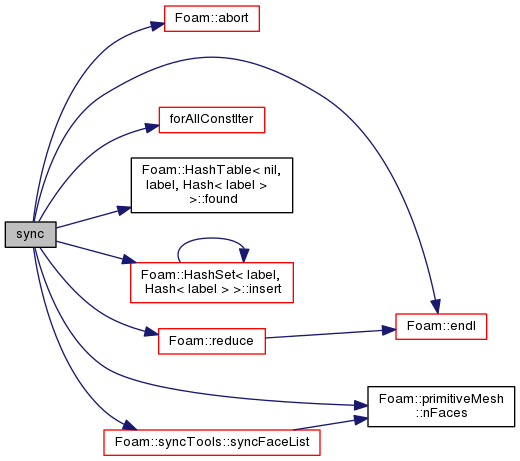 Foam::abort
forAllConstIter
Foam::HashTable< nil,
label, Hash< label >
>::found
sync
Foam::HashSet< label,
Hash< label > >::insert
Foam::endl
Foam::reduce
Foam::primitiveMesh
::nFaces
Foam::syncTools::syncFaceList